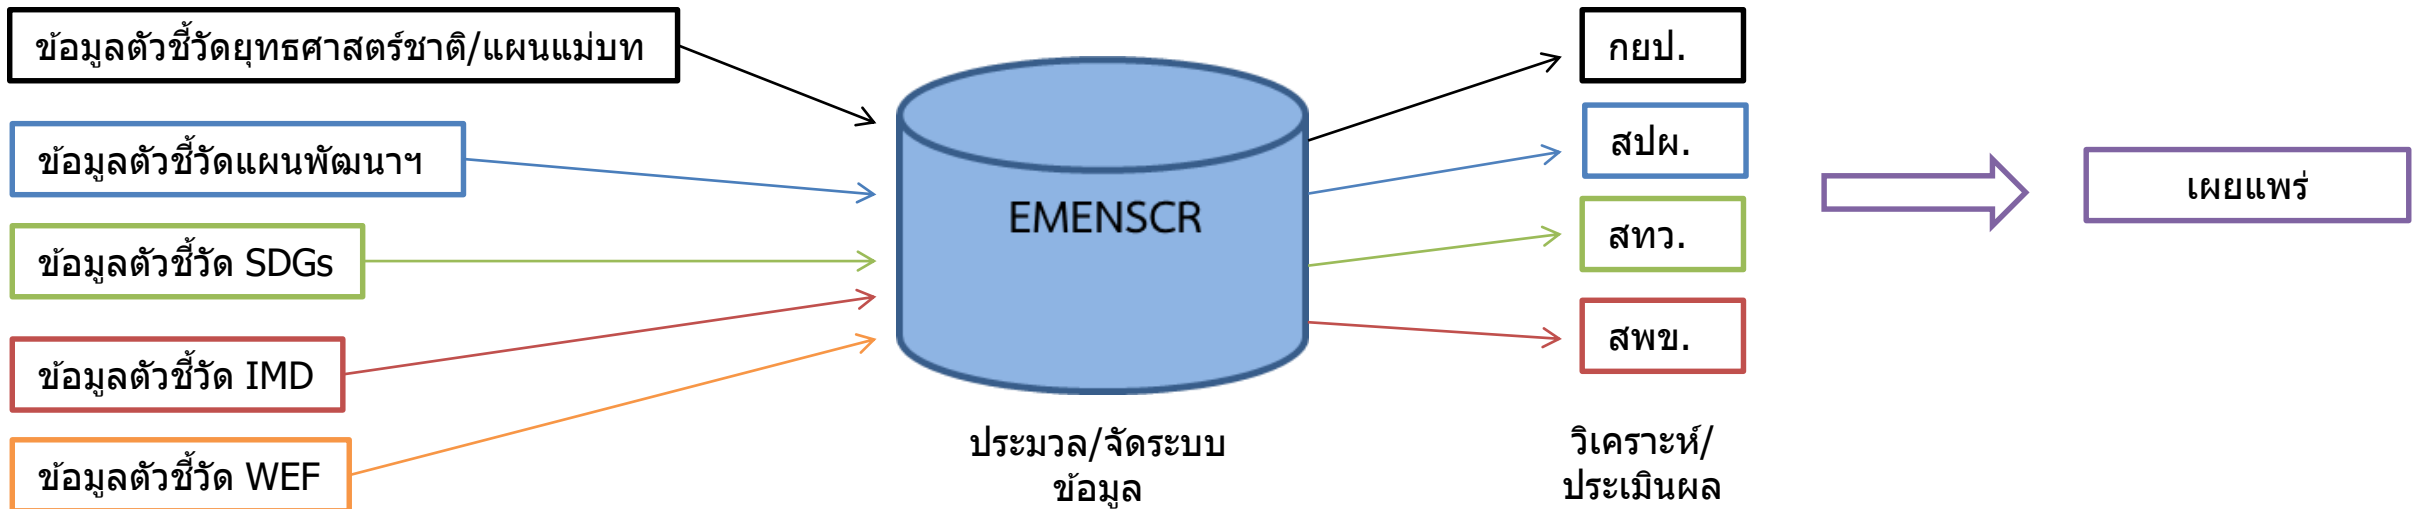 ข้อมูลตัวชี้วัดยุทธศาสตร์ชาติ/แผนแม่บท
ข้อมูลตัวชี้วัดแผนพัฒนาฯ
ข้อมูลตัวชี้วัด SDGs
ข้อมูลตัวชี้วัด IMD
ข้อมูลตัวชี้วัด WEF
EMENSCR
ประมวล/จัดระบบ
ข้อมูล
กยป.
สปผ.
สทว.
สพข.
วิเคราะห์/
ประเมินผล
เผยแพร่